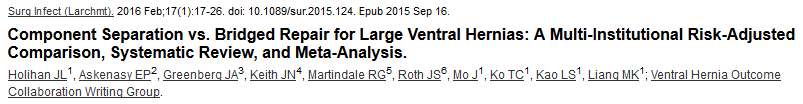 Surg Infect (Larchmt). 2016 Feb;17(1):17-26. doi: 10.1089/sur.2015.124. Epub 2015 Sep 16.
Component Separation vs. Bridged Repair for Large Ventral Hernias: A Multi-Institutional Risk-Adjusted
Comparison, Systematic Review, and Meta-Analysis.
Holihan JL1, Askenasy EP2, Greenberg JA3, Keith JN4, Martindale RG5, Roth JS6, Mo J1, Ko TC1, Kao LS1, Liang MK1; Ventral Hernia Outcome
Collaboration Writing Group.